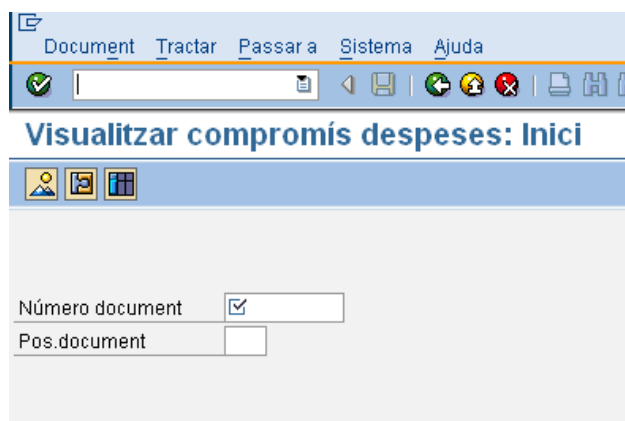 Document Tractar Passar a Sistema Ajuda
Visualitzar compromís despeses: Inici
Número document
Pos.document